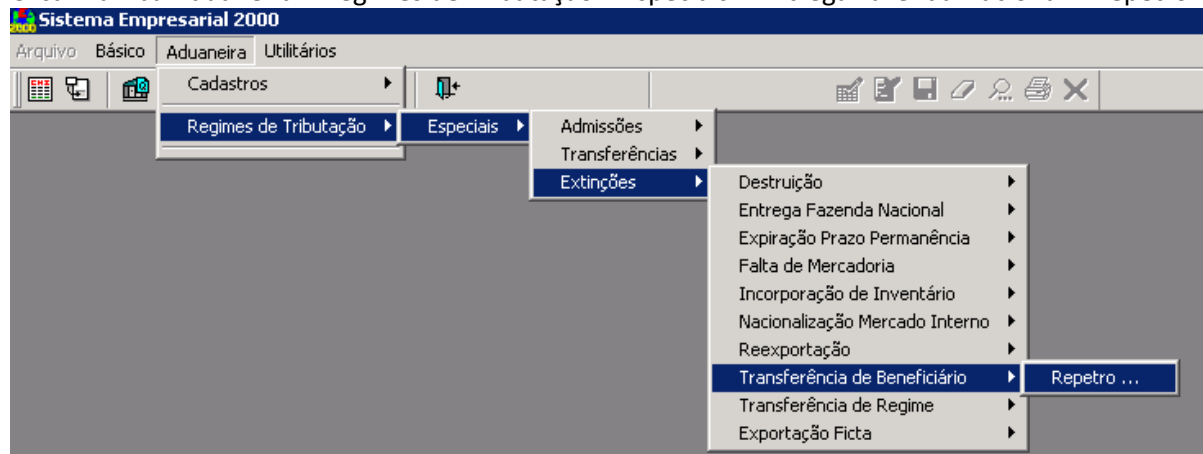 Sistema Empresarial 2000
Arquivo Básico Aduaneira Utilitários
Cadastros
Regimes de Tributação Especiais Admissões
Transferências
Extinções Destruição
Entrega Fazenda Nacional
Expiração Prazo Permanência
Falta de Mercadoria
Incorporação de Inventário
Nacionalização Mercado Interno
Reexportação
Transferência de Beneficiário Repetro ...
Transferência de Regime
Exportação Ficta